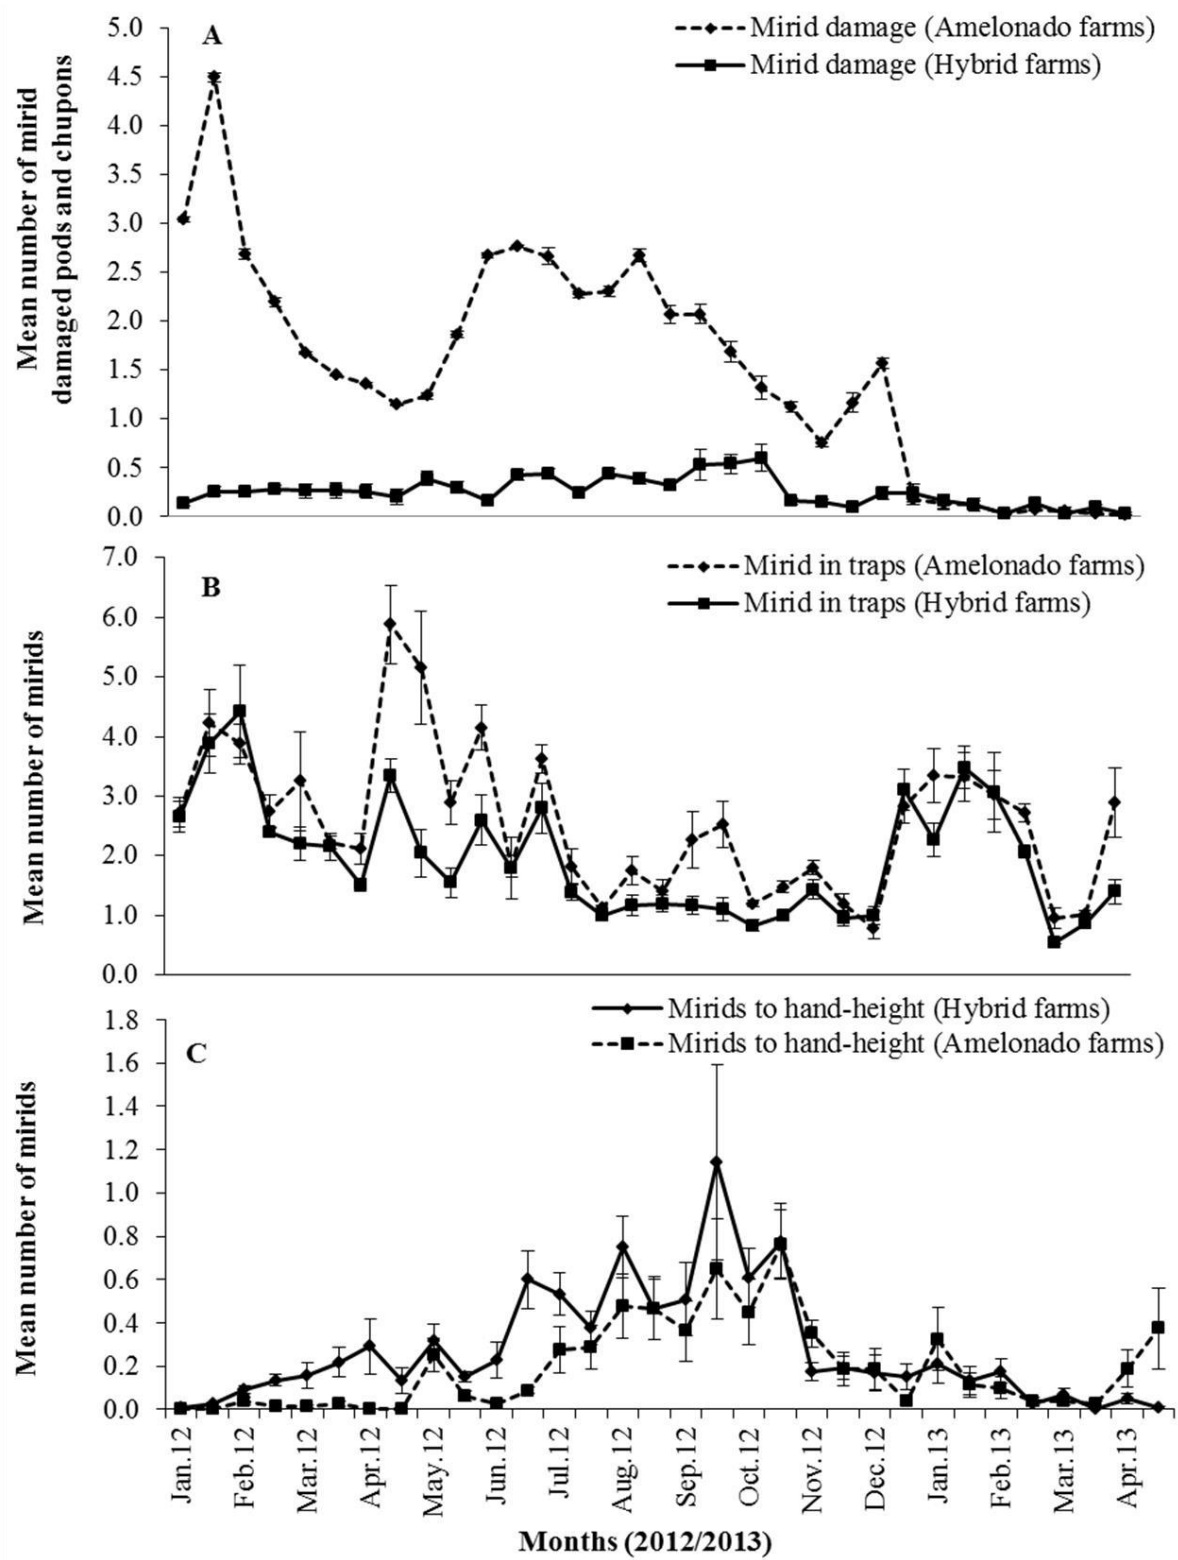 A
Mirid damage (Amelonado farms)
Mirid damage (Hybrid farms)
Mean number of mirid
damaged pods and chupons
5.0
4.5
4.0
3.5
3.0
2.5
2.0
1.5
1.0
0.5
0.0
B
Mirid in traps (Amelonado farms)
Mirid in traps (Hybrid farms)
Mean number of mirids
7.0
6.0
5.0
4.0
3.0
2.0
1.0
0.0
C
Mirids to hand-height (Hybrid farms)
Mirids to hand-height (Amelonado farms)
Mean number of mirids
1.8
1.6
1.4
1.2
1.0
0.8
0.6
0.4
0.2
0.0
Jan.12
Feb.12
Mar.12
Apr.12
May.12
Jun.12
Jul.12
Aug.12
Sep.12
Oct.12
Nov.12
Dec.12
Jan.13
Feb.13
Mar.13
Apr.13
Months (2012/2013)